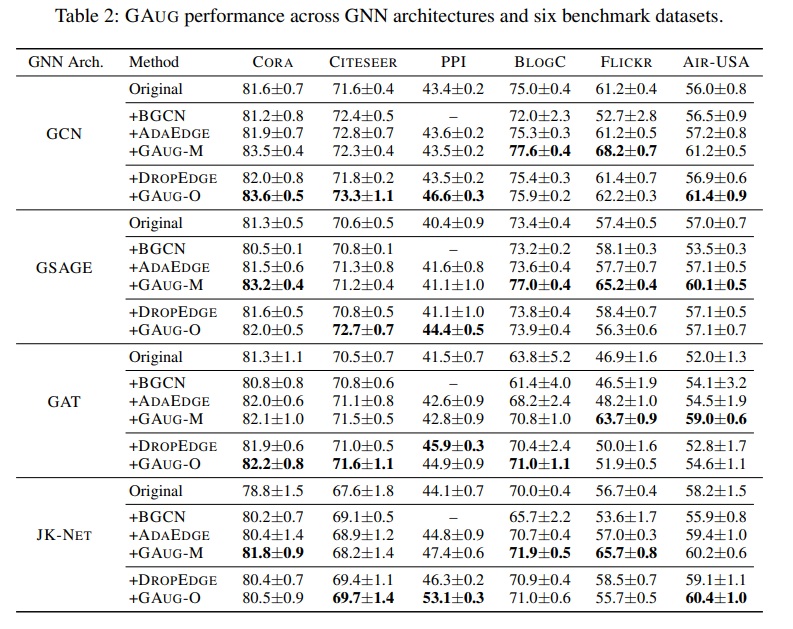 Table 2: GAUG performance across GNN architectures and six benchmark datasets.
GNN Arch. Method CORA CITESEER PPI BLOGC FLICKR AIR-USA
Original 81.6±0.7 71.6±0.4 43.4±0.2 75.0±0.4 61.2±0.4 56.0±0.8
+BGCN 81.2±0.8 72.4±0.5 – 72.0±2.3 52.7±2.8 56.5±0.9
GCN +ADAEDGE 81.9±0.7 72.8±0.7 43.6±0.2 75.3±0.3 61.2±0.5 57.2±0.8
+GAUG-M 83.5±0.4 72.3±0.4 43.5±0.2 77.6±0.4 68.2±0.7 61.2±0.5
+DROPEDGE 82.0±0.8 71.8±0.2 43.5±0.2 75.4±0.3 61.4±0.7 56.9±0.6
+GAUG-O 83.6±0.5 73.3±1.1 46.6±0.3 75.9±0.2 62.2±0.3 61.4±0.9
Original 81.3±0.5 70.6±0.5 40.4±0.9 73.4±0.4 57.4±0.5 57.0±0.7
+BGCN 80.5±0.1 70.8±0.1 – 73.2±0.2 58.1±0.3 53.5±0.3
GSAGE +ADAEDGE 81.5±0.6 71.3±0.8 41.6±0.8 73.6±0.4 57.7±0.7 57.1±0.5
+GAUG-M 83.2±0.4 71.2±0.4 41.1±1.0 77.0±0.4 65.2±0.4 60.1±0.5
+DROPEDGE 81.6±0.5 70.8±0.5 41.1±1.0 73.8±0.4 58.4±0.7 57.1±0.5
+GAUG-O 82.0±0.5 72.7±0.7 44.4±0.5 73.9±0.4 56.3±0.6 57.1±0.7
Original 81.3±1.1 70.5±0.7 41.5±0.7 63.8±5.2 46.9±1.6 52.0±1.3
+BGCN 80.8±0.8 70.8±0.6 – 61.4±4.0 46.5±1.9 54.1±3.2
GAT +ADAEDGE 82.0±0.6 71.1±0.8 42.6±0.9 68.2±2.4 48.2±1.0 54.5±1.9
+GAUG-M 82.1±1.0 71.5±0.5 42.8±0.9 70.8±1.0 63.7±0.9 59.0±0.6
+DROPEDGE 81.9±0.6 71.0±0.5 45.9±0.3 70.4±2.4 50.0±1.6 52.8±1.7
+GAUG-O 82.2±0.8 71.6±1.1 44.9±0.9 71.0±1.1 51.9±0.5 54.6±1.1
Original 78.8±1.5 67.6±1.8 44.1±0.7 70.0±0.4 56.7±0.4 58.2±1.5
+BGCN 80.2±0.7 69.1±0.5 – 65.7±2.2 53.6±1.7 55.9±0.8
JK-NET +ADAEDGE 80.4±1.4 68.9±1.2 44.8±0.9 70.7±0.4 57.0±0.3 59.4±1.0
+GAUG-M 81.8±0.9 68.2±1.4 47.4±0.6 71.9±0.5 65.7±0.8 60.2±0.6
+DROPEDGE 80.4±0.7 69.4±1.1 46.3±0.2 70.9±0.4 58.5±0.7 59.1±1.1
+GAUG-O 80.5±0.9 69.7±1.4 53.1±0.3 71.0±0.6 55.7±0.5 60.4±1.0